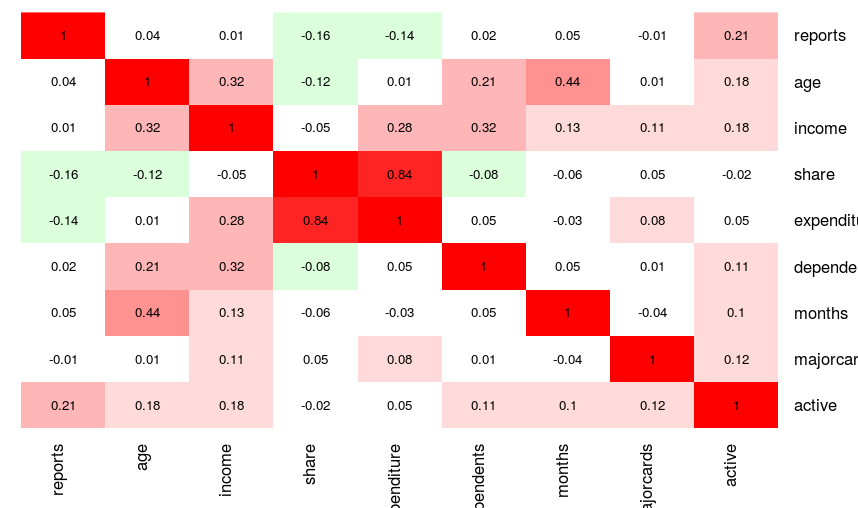 1 0.04 0.01 -0.16 -0.14 0.02 0.05 -0.01 0.21 reports
0.04 1 0.32 -0.12 0.01 0.21 0.44 0.01 0.18 age
0.01 0.32 1 -0.05 0.28 0.32 0.13 0.11 0.18 income
-0.16 -0.12 -0.05 1 0.84 -0.08 -0.06 0.05 -0.02 share
-0.14 0.01 0.28 0.84 1 0.05 -0.03 0.08 0.05 expenditu
0.02 0.21 0.32 -0.08 0.05 1 0.05 0.01 0.11 depende
0.05 0.44 0.13 -0.06 -0.03 0.05 1 -0.04 0.1 months
-0.01 0.01 0.11 0.05 0.08 0.01 -0.04 1 0.12 majorcar
0.21 0.18 0.18 -0.02 0.05 0.11 0.1 0.12 1 active
reports age income share penditure pendents months ajorcards active